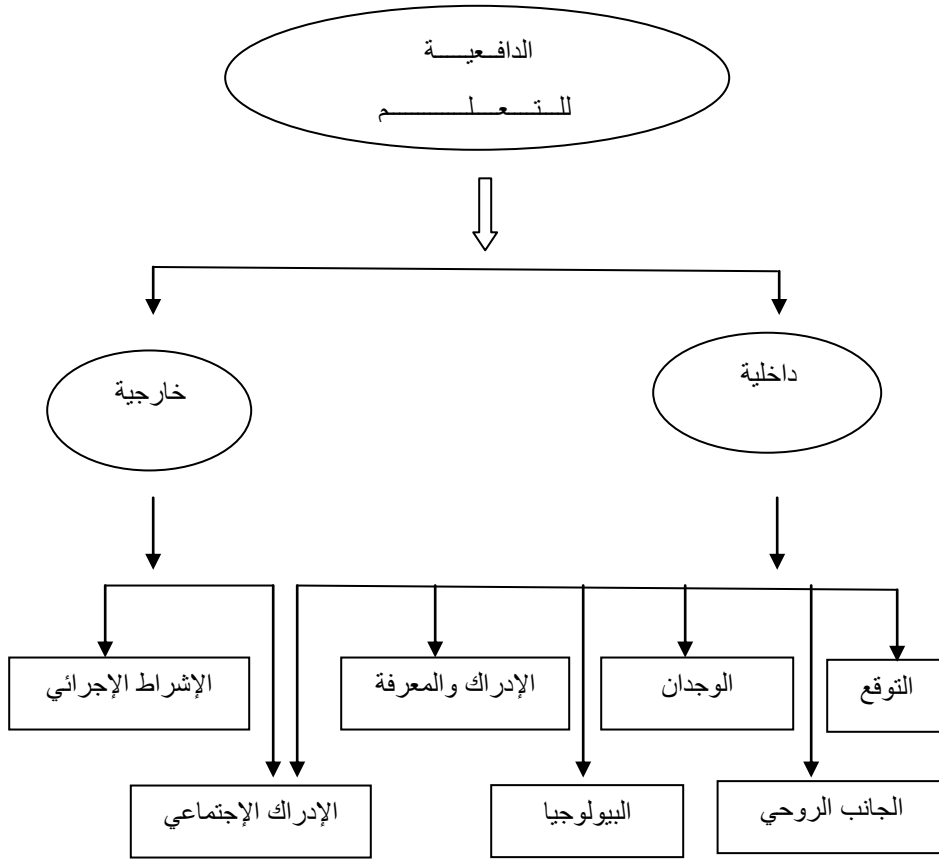 الدافعية
للتعلم
داخلية
خارجية
التوقع
الوجدان
الإدراك والمعرفة
الإشراط الإجرائي
الجانب الروحي
البيولوجيا
الإدراك الإجتماعي